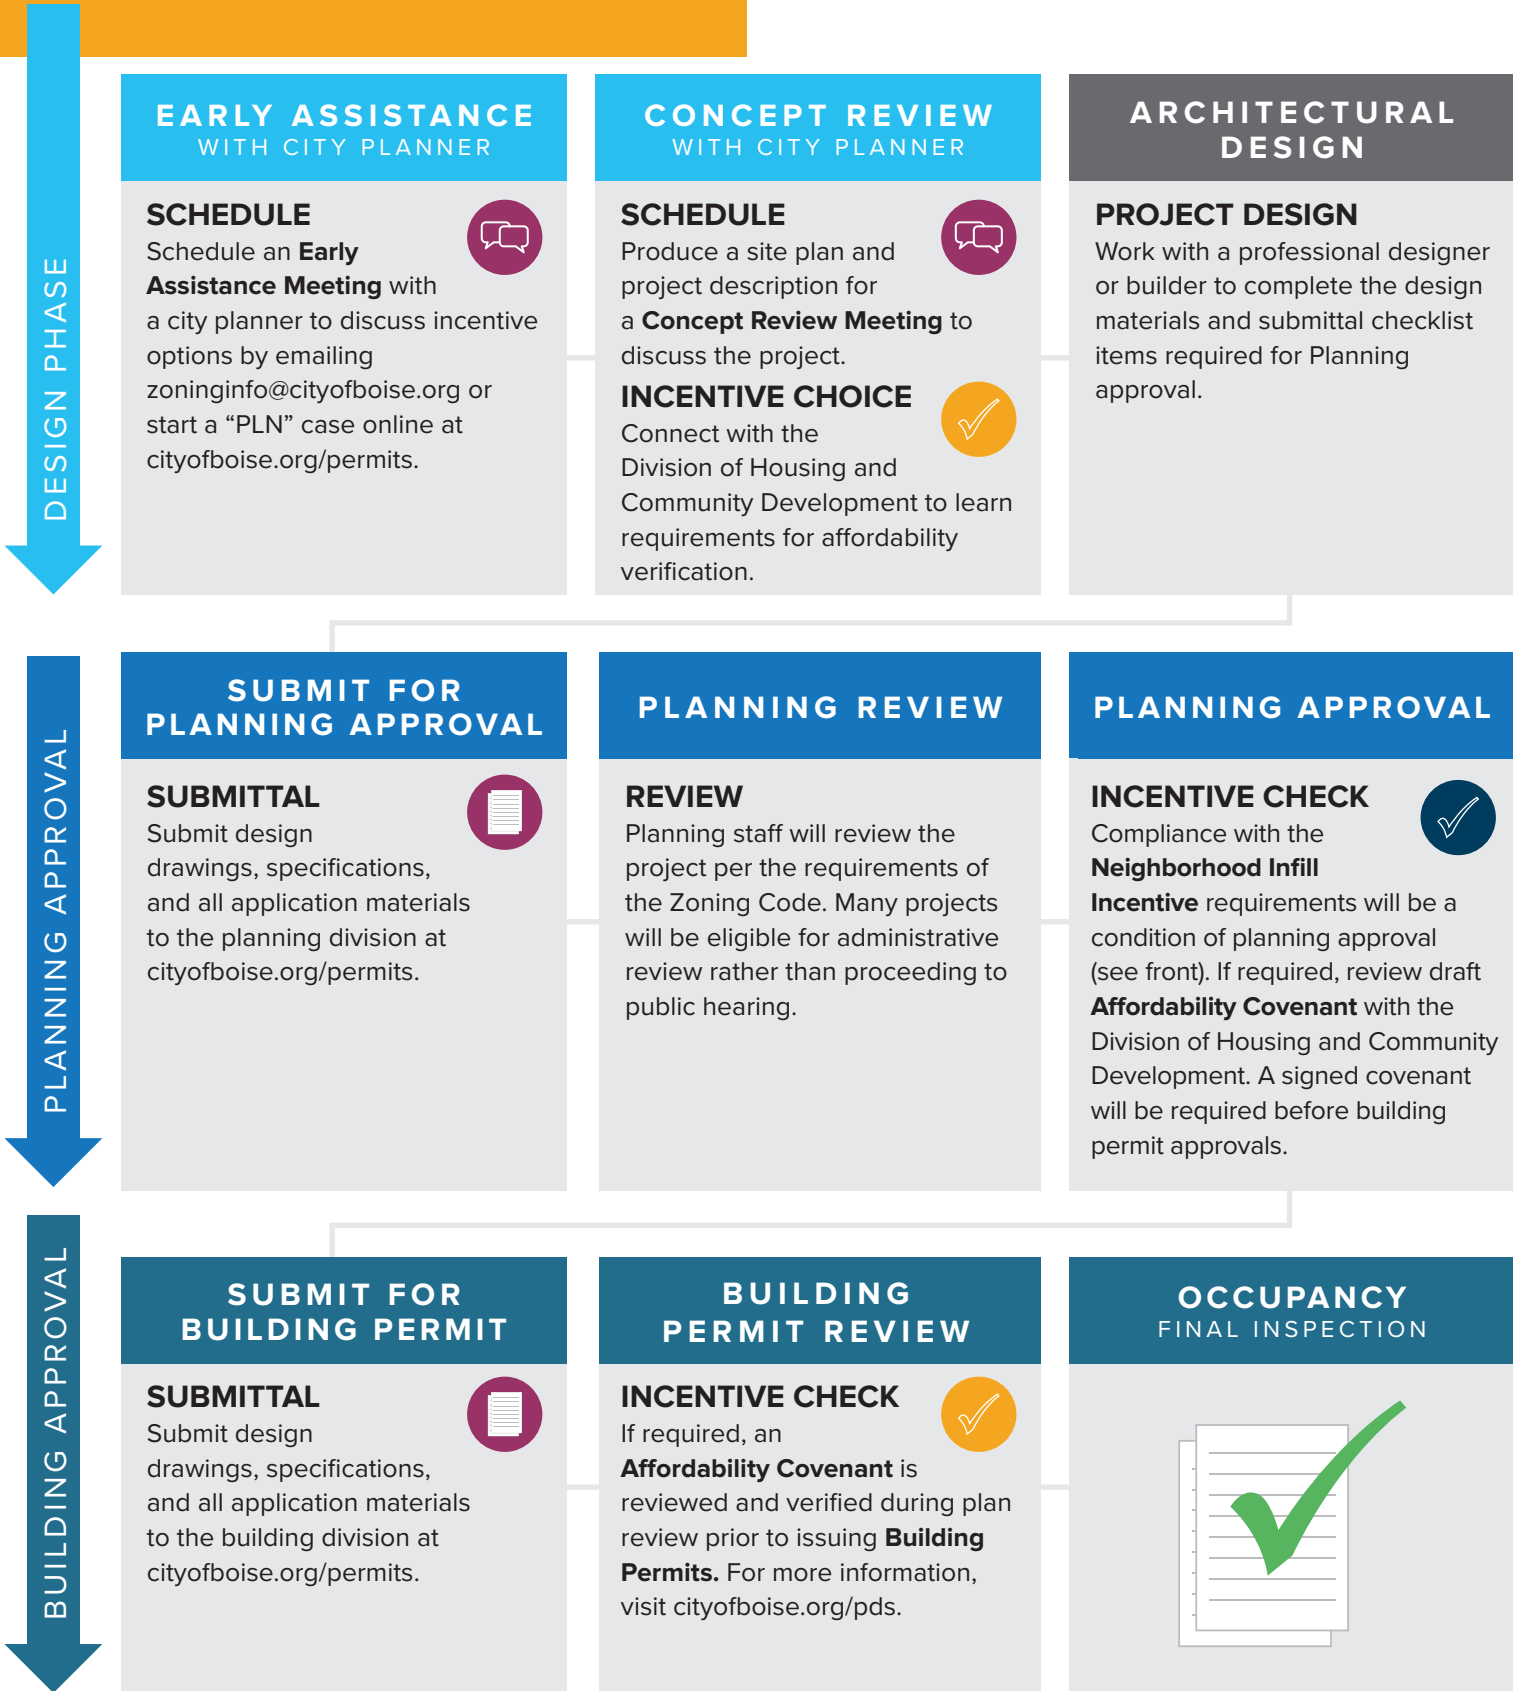 DESIGN PHASE
EARLY ASSISTANCE
WITH CITY PLANNER
SCHEDULE
Schedule an Early
Assistance Meeting with
a city planner to discuss incentive
options by emailing
zoninginfo@cityofboise.org or
start a “PLN” case online at
cityofboise.org/permits.
CONCEPT REVIEW
WITH CITY PLANNER
SCHEDULE
Produce a site plan and
project description for
a Concept Review Meeting to
discuss the project.
INCENTIVE CHOICE
Connect with the
Division of Housing and
Community Development to learn
requirements for affordability
verification.
ARCHITECTURAL
DESIGN
PROJECT DESIGN
Work with a professional designer
or builder to complete the design
materials and submittal checklist
items required for Planning
approval.
PLANNING APPROVAL
SUBMIT FOR
PLANNING APPROVAL
SUBMITTAL
Submit design
drawings, specifications,
and all application materials
to the planning division at
cityofboise.org/permits.
PLANNING REVIEW
REVIEW
Planning staff will review the
project per the requirements of
the Zoning Code. Many projects
will be eligible for administrative
review rather than proceeding to
public hearing.
PLANNING APPROVAL
INCENTIVE CHECK
Compliance with the
Neighborhood Infill
Incentive requirements will be a
condition of planning approval
(see front). If required, review draft
Affordability Covenant with the
Division of Housing and Community
Development. A signed covenant
will be required before building
permit approvals.
BUILDING APPROVAL
SUBMIT FOR
BUILDING PERMIT
SUBMITTAL
Submit design
drawings, specifications,
and all application materials
to the building division at
cityofboise.org/permits.
BUILDING
PERMIT REVIEW
INCENTIVE CHECK
If required, an
Affordability Covenant is
reviewed and verified during plan
review prior to issuing Building
Permits. For more information,
visit cityofboise.org/pds.
OCCUPANCY
FINAL INSPECTION